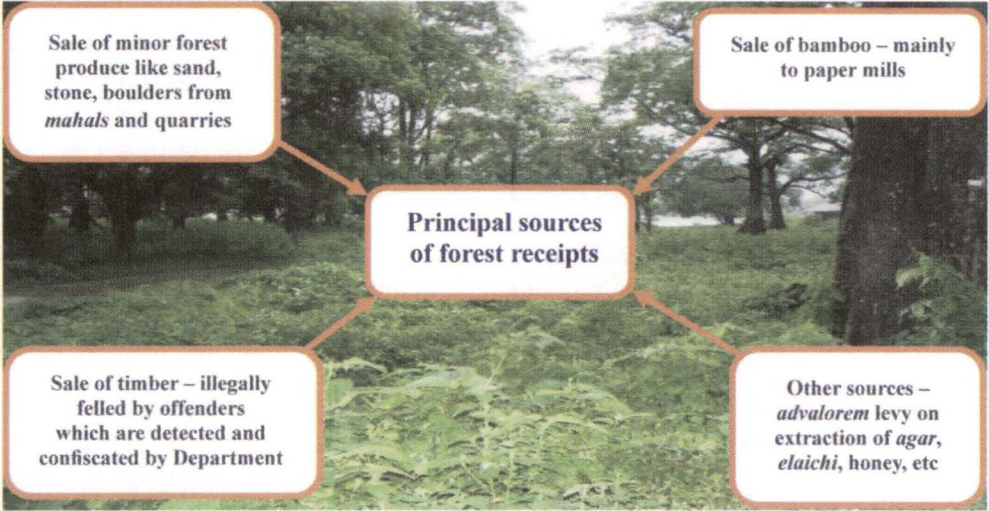 Sale of minor forest
produce like sand,
stone, boulders from
mahals and quarries
Sale of bamboo – mainly
to paper mills
Principal sources
of forest receipts
Sale of timber – illegally
felled by offenders
which are detected and
confiscated by Department
Other sources –
advalorem levy on
extraction of agar,
elaichi, honey, etc